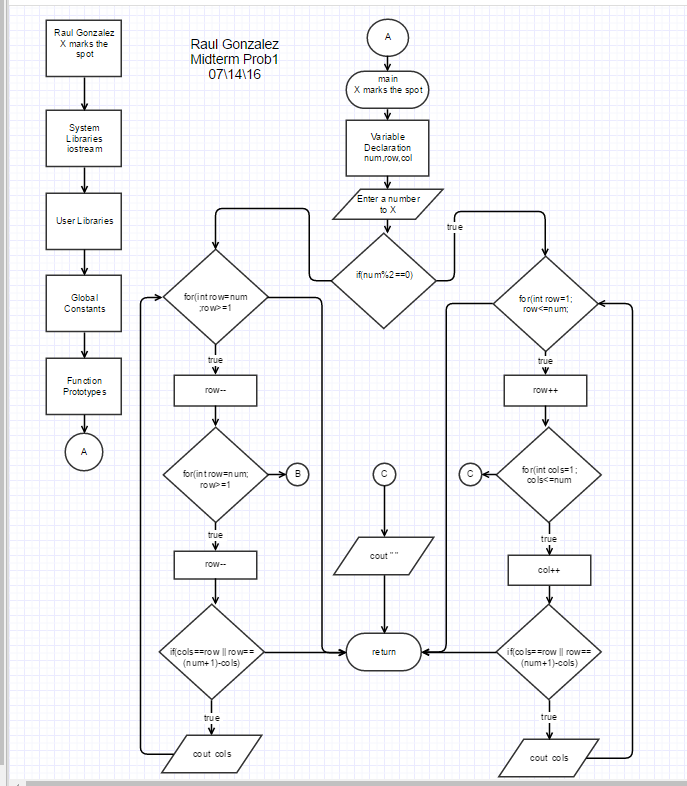 Raul Gonzalez
X marks the
spot
System
Libraries
iostream
User Libraries
Global
Constants
Function
Prototypes
A
Raul Gonzalez
Midterm Prob1
07\14\16
A
main
X marks the spot
Variable
Declaration
num,row,col
Enter a number
to X
if(num%2==0)
true
for(int row=num
;row>=1
true
row--
for(int row=num;
row>=1
B
true
row--
if(cols==row || row==
(num+1)-cols)
true
cout cols
C
cout " "
return
for(int row=1;
row<=num;
true
row++
for(int cols=1;
cols<=num
C
true
col++
if(cols==row || row==
(num+1)-cols)
true
cout cols